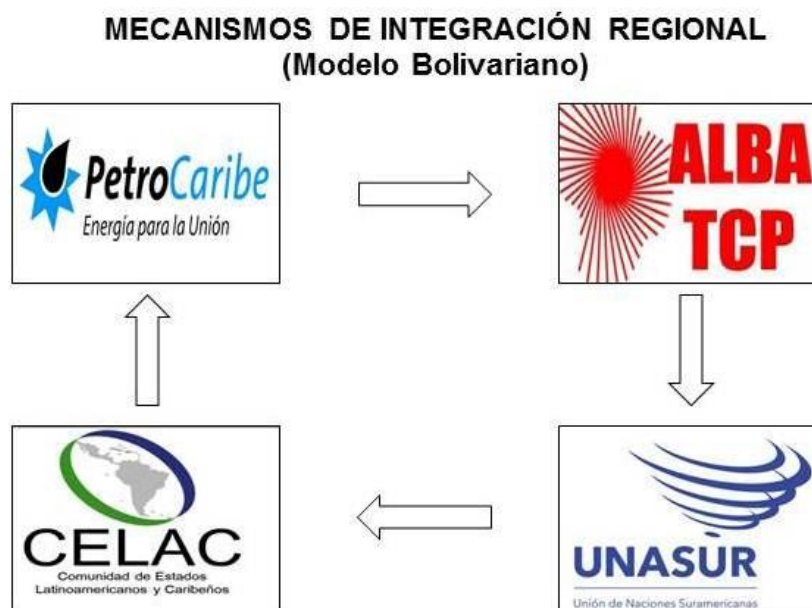 MECANISMOS DE INTEGRACIÓN REGIONAL
(Modelo Bolivariano)
PetroCaribe
Energía para la Unión
ALBA
TCP
CELAC
Comunidad de Estados
Latinoamericanos y Caribeños
UNASUR
Unión de Naciones Suramericanas